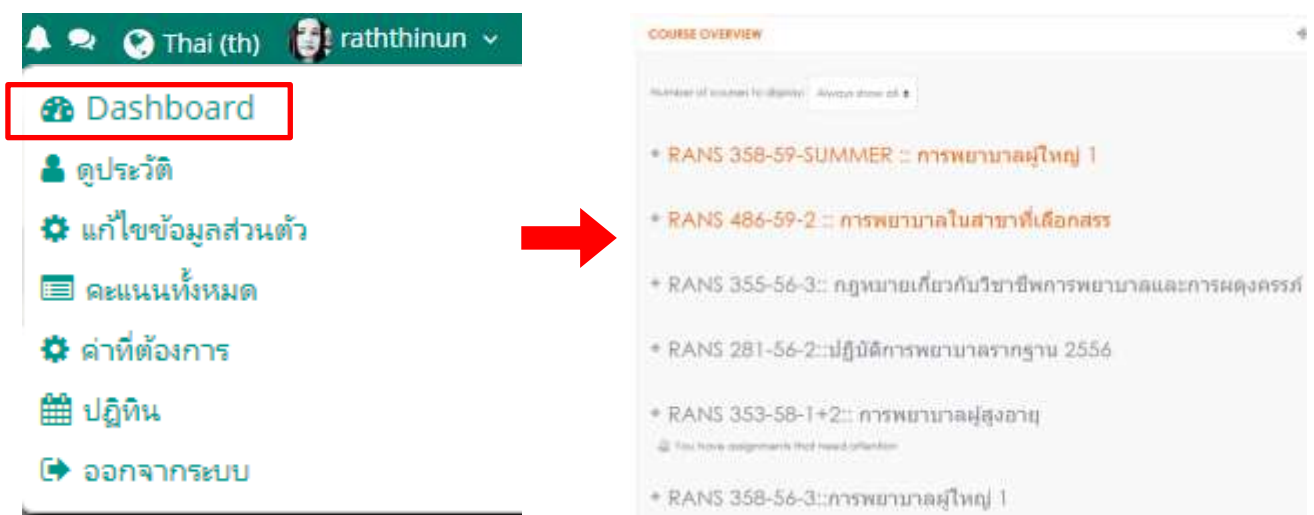 Thai (th) raththinun
Dashboard
ดูประวัติ
แก้ไขข้อมูลส่วนตัว
คะแนนทั้งหมด
ค่าที่ต้องการ
ปฏิทิน
ออกจากระบบ
COURSE OVERVIEW
Number of courses to display: Always show all
RANS 358-59-SUMMER :: การพยาบาลผู้ใหญ่ 1
RANS 486-59-2 :: การพยาบาลในสาขาที่เลือกสรร
RANS 355-56-3:: กฎหมายเกี่ยวกับวิชาชีพการพยาบาลและการผดุงครรภ์
RANS 281-56-2::ปฏิบัติการพยาบาลรากฐาน 2556
RANS 353-58-1+2:: การพยาบาลผู้สูงอายุ
You have assignments that need attention
RANS 358-56-3::การพยาบาลผู้ใหญ่ 1